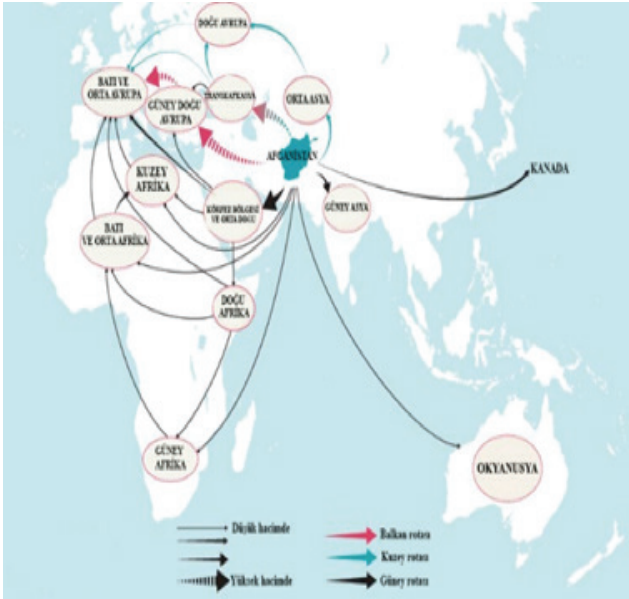 DOĞU AVRUPA
BATI VE
ORTA AVRUPA
GÜNEY DOĞU
AVRUPA
TRANSKAFKASYA
ORTA ASYA
AFGANİSTAN
KANADA
KUZEY
AFRİKA
KÖRFEZ BÖLGESİ
VE ORTA DOĞU
GÜNEY ASYA
BATI
VE ORTA AFRİKA
DOĞU
AFRİKA
GÜNEY
AFRİKA
OKYANUSYA
Düşük hacimde
Yüksek hacimde
Balkan rotası
Kuzey rotası
Güney rotası